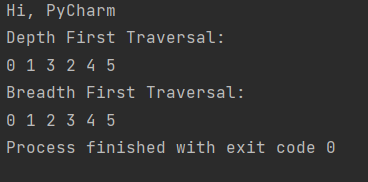 Hi, PyCharm
Depth First Traversal:
0 1 3 2 4 5
Breadth First Traversal:
0 1 2 3 4 5
Process finished with exit code 0